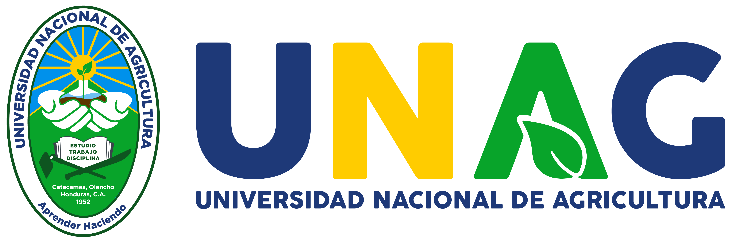 UNIVERSIDAD NACIONAL DE AGRICULTURA
ESTUDIO
TRABAJO
DISCIPLINA
Catacamas, Olancho
Honduras, C.A.
1952
Aprender Haciendo
UNAG
UNIVERSIDAD NACIONAL DE AGRICULTURA